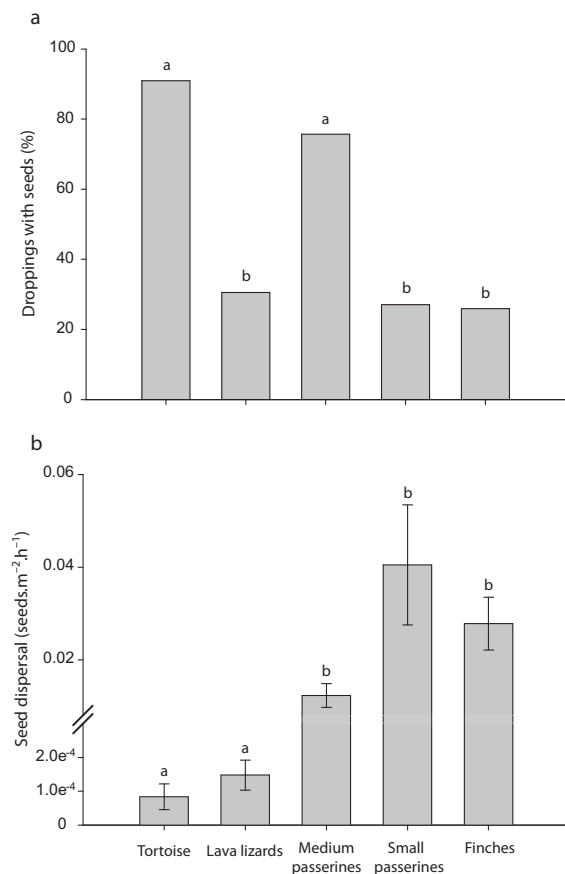 a
Droppings with seeds (%)
100
80
60
40
20
0
a
b
a
b
b
b
Seed dispersal (seeds.m⁻².h⁻¹)
0.06
0.04
0.02
2.0e⁻⁴
1.0e⁻⁴
0
a
a
b
b
b
Tortoise
Lava lizards
Medium
passerines
Small
passerines
Finches